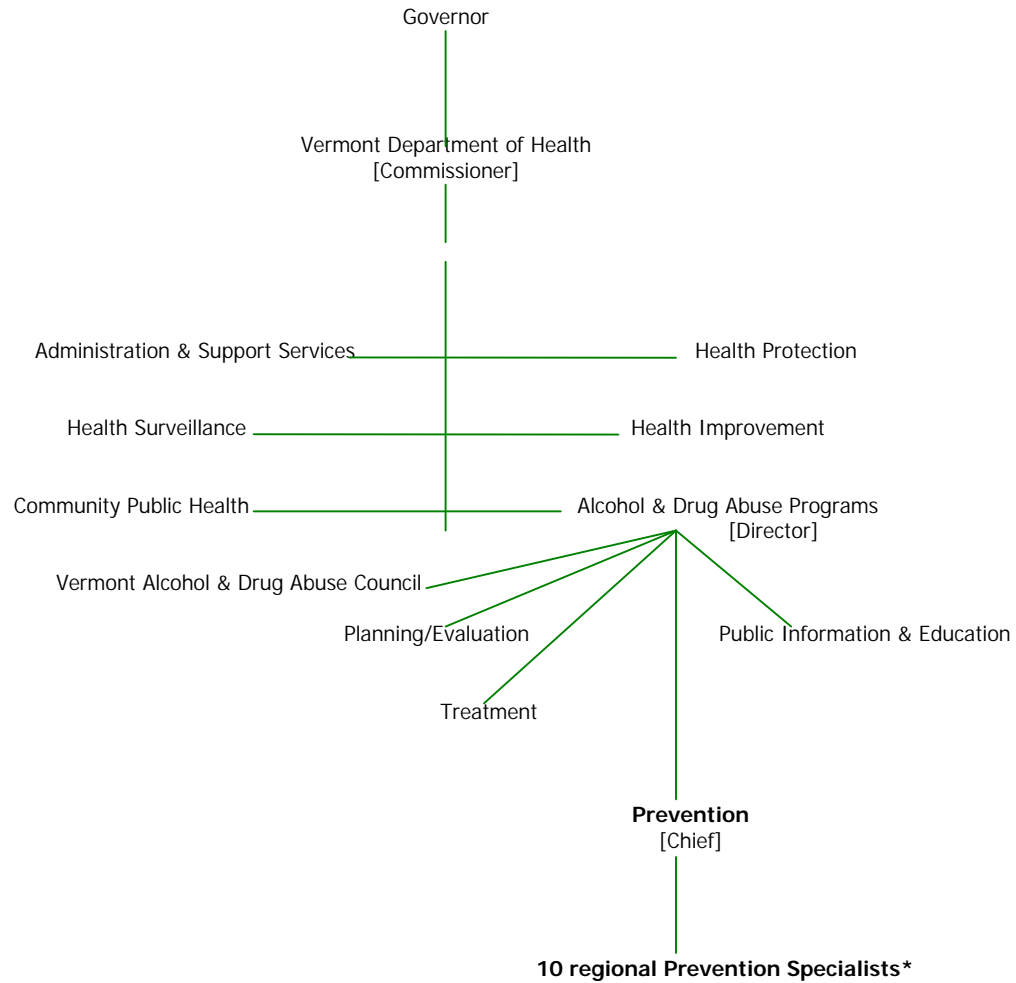 Governor
Vermont Department of Health
[Commissioner]
Administration & Support Services
Health Protection
Health Surveillance
Health Improvement
Community Public Health
Alcohol & Drug Abuse Programs
[Director]
Vermont Alcohol & Drug Abuse Council
Planning/Evaluation
Public Information & Education
Treatment
Prevention
[Chief]
10 regional Prevention Specialists*